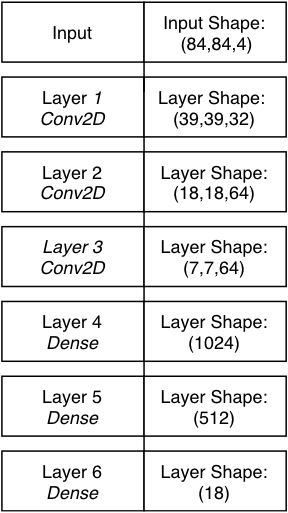 Input
Input Shape:
(84,84,4)
Layer 1
Conv2D
Layer Shape:
(39,39,32)
Layer 2
Conv2D
Layer Shape:
(18,18,64)
Layer 3
Conv2D
Layer Shape:
(7,7,64)
Layer 4
Dense
Layer Shape:
(1024)
Layer 5
Dense
Layer Shape:
(512)
Layer 6
Dense
Layer Shape:
(18)